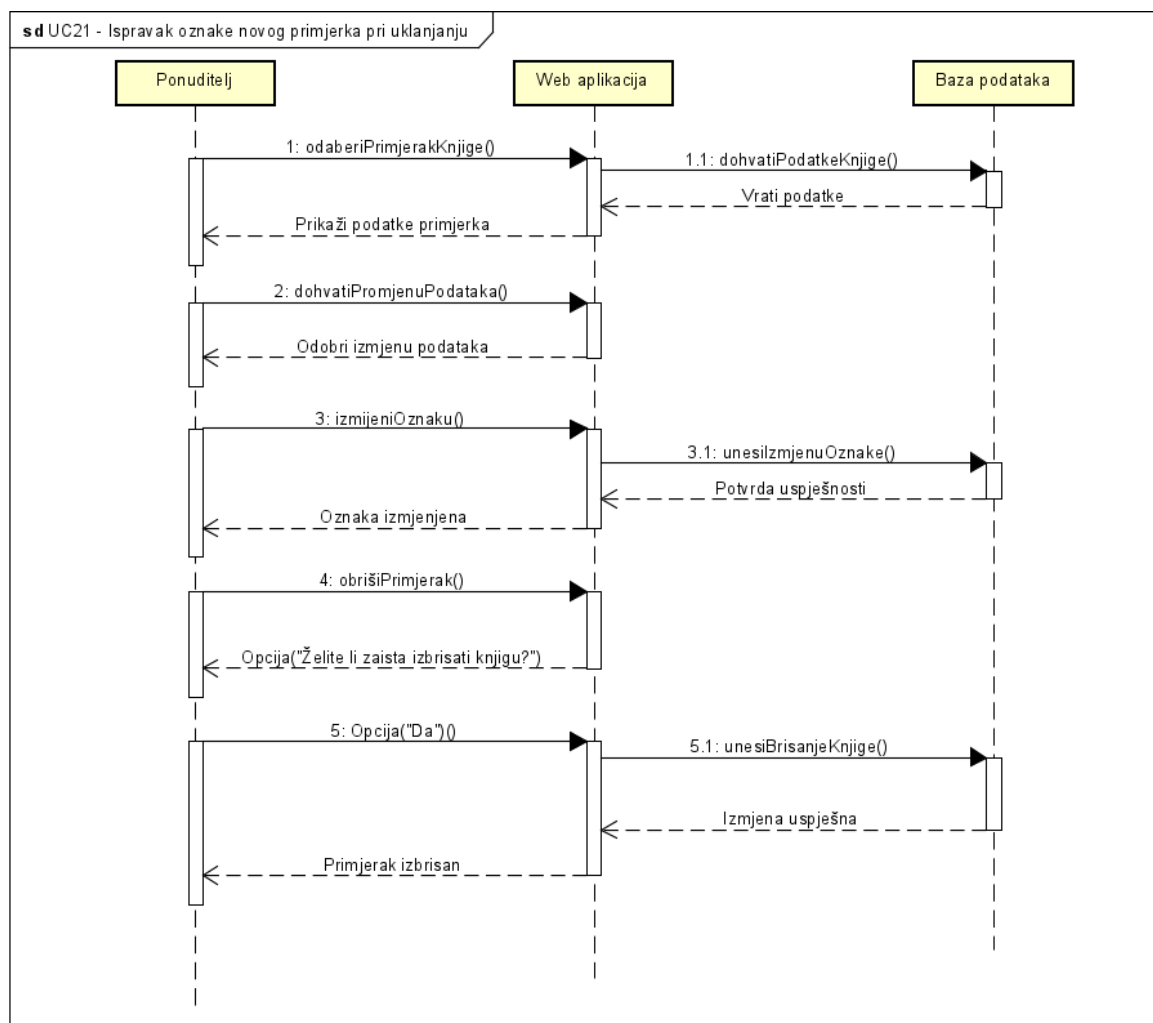 sd UC21 - Ispravak oznake novog primjerka pri uklanjanju
Ponuditelj
Web aplikacija
Baza podataka
1: odaberiPrimjerakKnjige()
1.1: dohvatiPodatkeKnjige()
Vrati podatke
Prikaži podatke primjerka
2: dohvatiPromjenuPodataka()
Odobri izmjenu podataka
3: izmijeniOznaku()
3.1: unesiIzmjenuOznake()
Potvrda uspješnosti
Oznaka izmjenjena
4: obrišiPrimjerak()
Opcija("Želite li zaista izbrisati knjigu?")
5: Opcija("Da")()
5.1: unesiBrisanjeKnjige()
Izmjena uspješna
Primjerak izbrisan